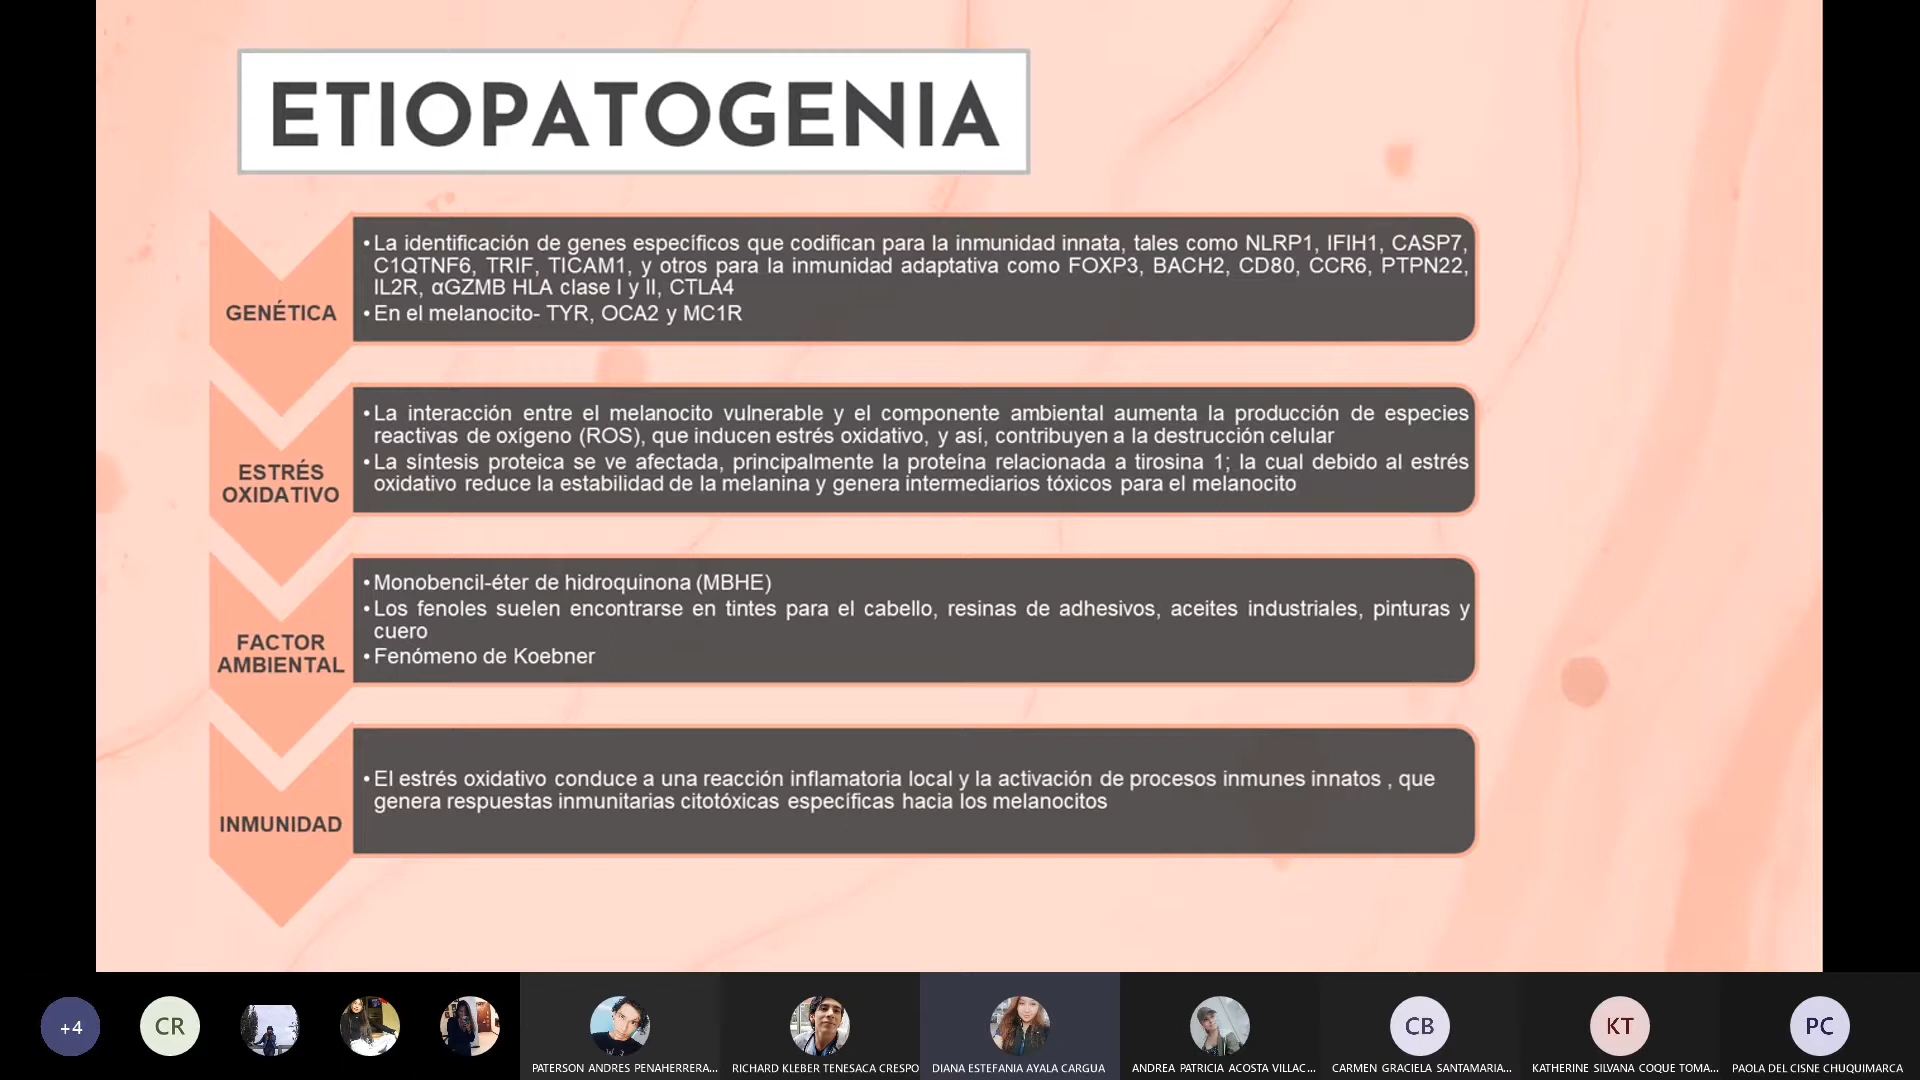 ETIOPATOGENIA
GENÉTICA
•La identificación de genes específicos que codifican para la inmunidad innata, tales como NLRP1, IFIH1, CASP7,
C1QTNF6, TRIF, TICAM1, y otros para la inmunidad adaptativa como FOXP3, BACH2, CD80, CCR6, PTPN22,
IL2R, αGZMB HLA clase I y II, CTLA4
•En el melanocito- TYR, OCA2 y MC1R
ESTRÉS
OXIDATIVO
•La interacción entre el melanocito vulnerable y el componente ambiental aumenta la producción de especies
reactivas de oxígeno (ROS), que inducen estrés oxidativo, y así, contribuyen a la destrucción celular
•La síntesis proteica se ve afectada, principalmente la proteína relacionada a tirosina 1; la cual debido al estrés
oxidativo reduce la estabilidad de la melanina y genera intermediarios tóxicos para el melanocito
FACTOR
AMBIENTAL
•Monobencil-éter de hidroquinona (MBHE)
•Los fenoles suelen encontrarse en tintes para el cabello, resinas de adhesivos, aceites industriales, pinturas y
cuero
•Fenómeno de Koebner
INMUNIDAD
•El estrés oxidativo conduce a una reacción inflamatoria local y la activación de procesos inmunes innatos , que
genera respuestas inmunitarias citotóxicas específicas hacia los melanocitos
+4
CR
CB
KT
PC
PATERSON ANDRES PENAHERRERA...
RICHARD KLEBER TENESACA CRESPO
DIANA ESTEFANIA AYALA CARGUA
ANDREA PATRICIA ACOSTA VILLAC...
CARMEN GRACIELA SANTAMARIA...
KATHERINE SILVANA COQUE TOMA...
PAOLA DEL CISNE CHUQUIMARCA